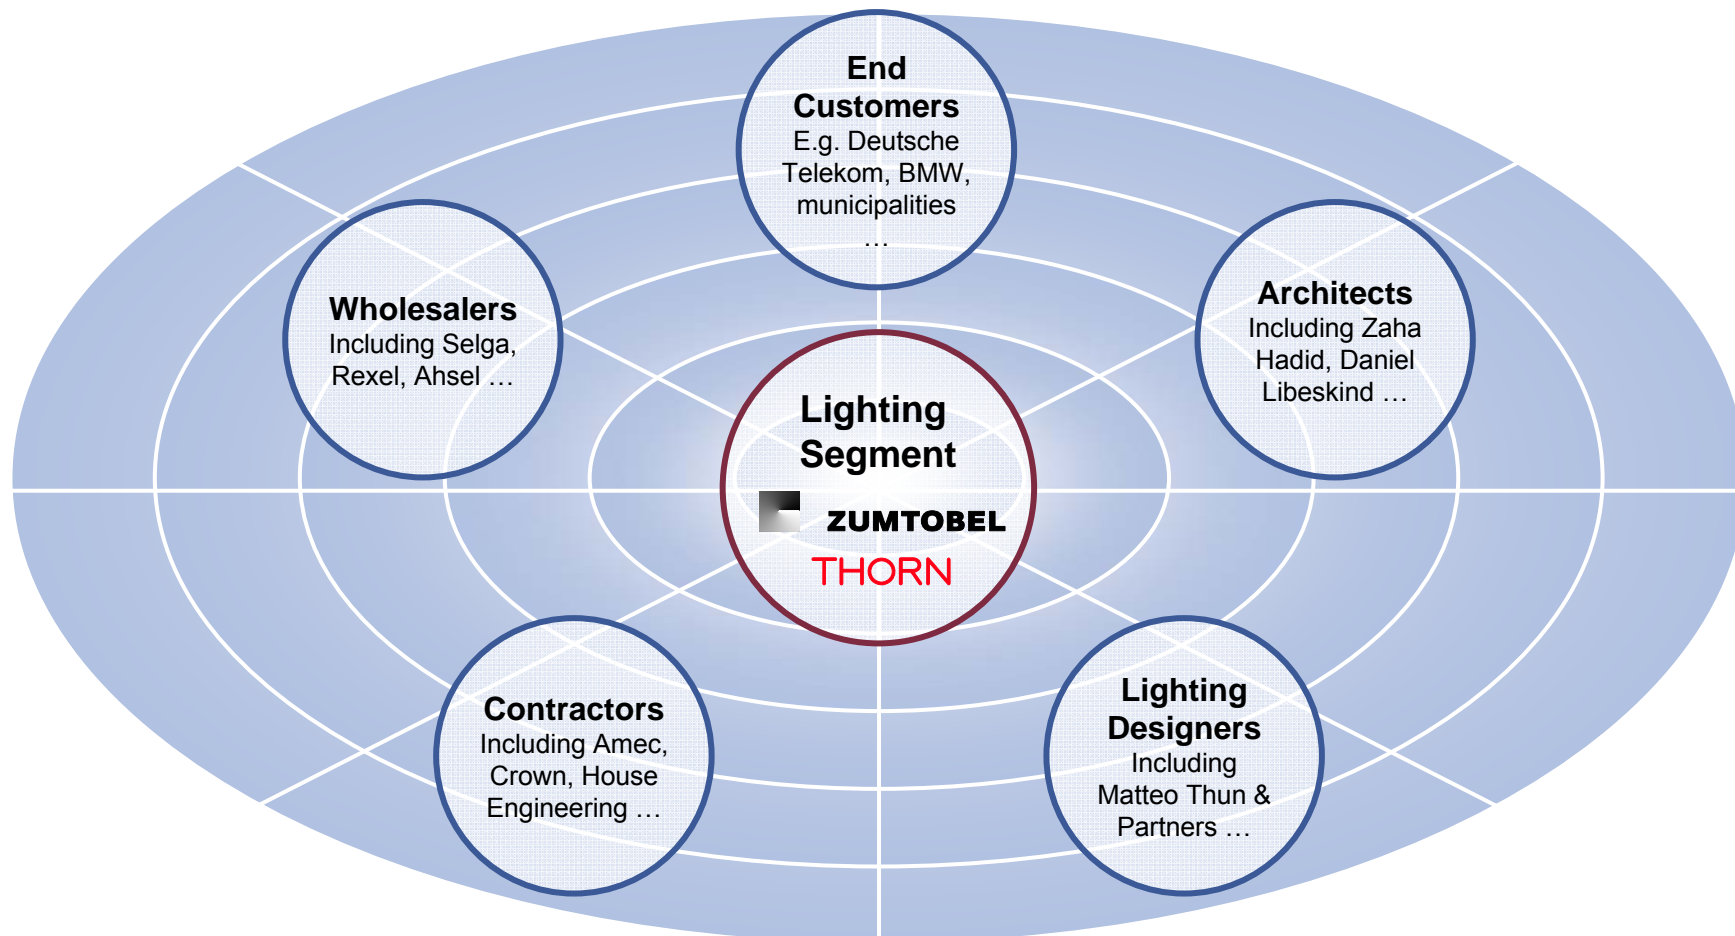 End
Customers
E.g. Deutsche
Telekom, BMW,
municipalities
…
Wholesalers
Including Selga,
Rexel, Ahsel …
Architects
Including Zaha
Hadid, Daniel
Libeskind …
Lighting
Segment
ZUMTOBEL
THORN
Contractors
Including Amec,
Crown, House
Engineering …
Lighting
Designers
Including
Matteo Thun &
Partners …